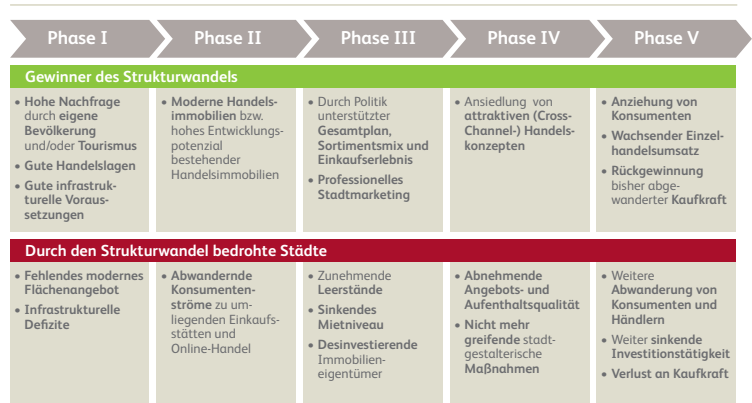 Phase I
Phase II
Phase III
Phase IV
Phase V
Gewinner des Strukturwandels
• Hohe Nachfrage
durch eigene
Bevölkerung
und/oder Tourismus
• Gute Handelslagen
• Gute infrastruk-
turelle Voraus-
setzungen
• Moderne Handels-
immobilien bzw.
hohes Entwicklungs-
potenzial
bestehender
Handelsimmobilien
• Durch Politik
unterstützter
Gesamtplan,
Sortimentsmix und
Einkaufserlebnis
• Professionelles
Stadtmarketing
• Ansiedlung von
attraktiven (Cross-
Channel-) Handels-
konzepten
• Anziehung von
Konsumenten
• Wachsender Einzel-
handelsumsatz
• Rückgewinnung
bisher abge-
wanderter Kaufkraft
Durch den Strukturwandel bedrohte Städte
• Fehlendes modernes
Flächenangebot
• Infrastrukturelle
Defizite
• Abwandernde
Konsumenten-
ströme zu um-
liegenden Einkaufs-
stätten und
Online-Handel
• Zunehmende
Leerstände
• Sinkendes
Mietniveau
• Desinvestierende
Immobilien-
eigentümer
• Abnehmende
Angebots- und
Aufenthaltsqualität
• Nicht mehr
greifende stadt-
gestalterische
Maßnahmen
• Weitere
Abwanderung von
Konsumenten und
Händlern
• Weiter sinkende
Investitionstätigkeit
• Verlust an Kaufkraft